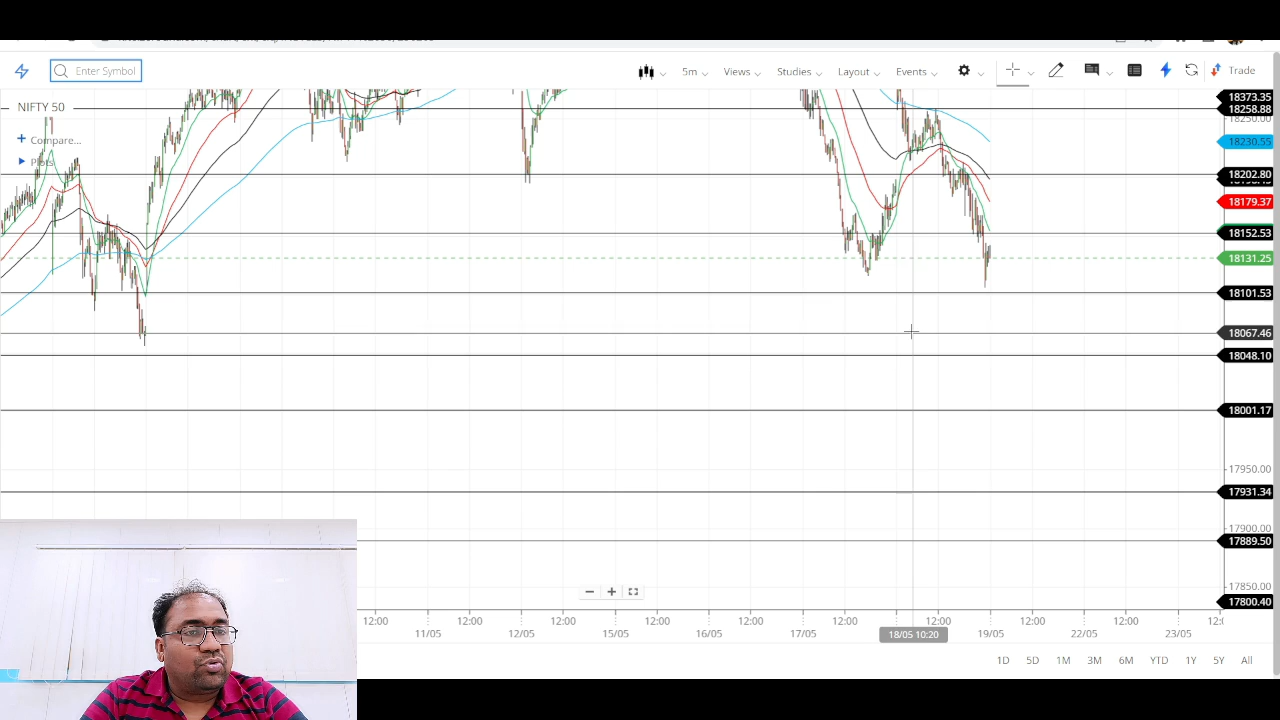 Enter Symbol
5m
Views
Studies
Layout
Events
Trade
NIFTY 50
Compare...
Plots
18373.35
18258.88
18250.00
18230.55
18202.80
18179.37
18152.53
18131.25
18101.53
18067.46
18048.10
18001.17
17950.00
17931.34
17900.00
17889.50
17850.00
17800.40
12:00 12:00 12:00 12:00 12:00 12:00 12:00 12:00 12:00
11/05 12/05 15/05 16/05 17/05 18/05 10:20 19/05 22/05 23/05
1D 5D 1M 3M 6M YTD 1Y 5Y All